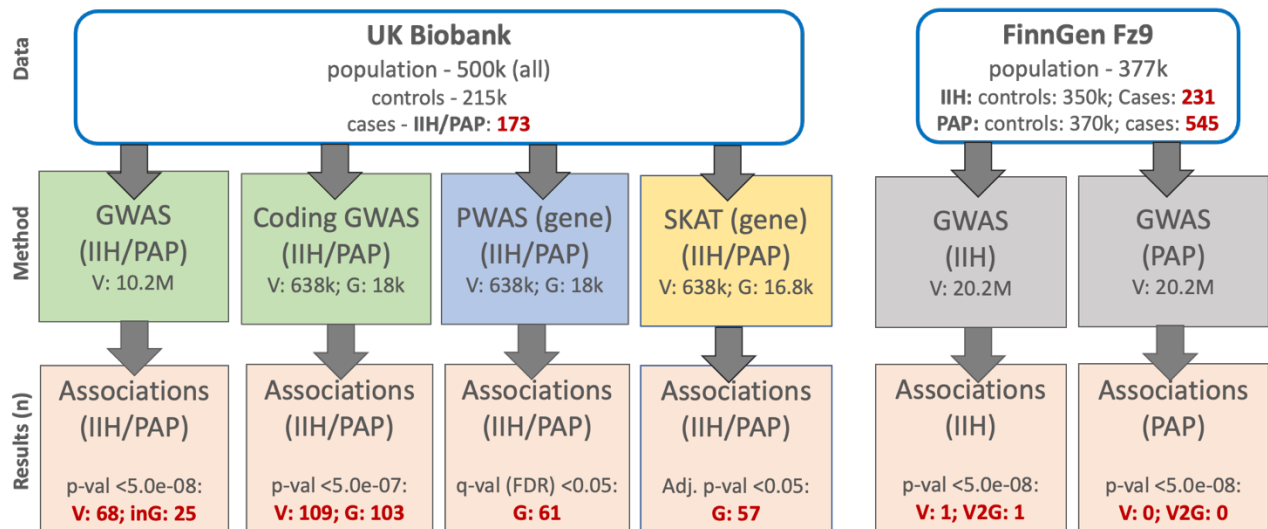 Data
UK Biobank
population - 500k (all)
controls - 215k
cases - IIH/PAP: 173
FinnGen Fz9
population - 377k
IIH: controls: 350k; Cases: 231
PAP: controls: 370k; cases: 545
Method
GWAS
(IIH/PAP)
V: 10.2M
Coding GWAS
(IIH/PAP)
V: 638k; G: 18k
PWAS (gene)
(IIH/PAP)
V: 638k; G: 18k
SKAT (gene)
(IIH/PAP)
V: 638k; G: 16.8k
GWAS
(IIH)
V: 20.2M
GWAS
(PAP)
V: 20.2M
Results (n)
Associations
(IIH/PAP)
p-val <5.0e-08:
V: 68; inG: 25
Associations
(IIH/PAP)
p-val <5.0e-07:
V: 109; G: 103
Associations
(IIH/PAP)
q-val (FDR) <0.05:
G: 61
Associations
(IIH/PAP)
Adj. p-val <0.05:
G: 57
Associations
(IIH)
p-val <5.0e-08:
V: 1; V2G: 1
Associations
(PAP)
p-val <5.0e-08:
V: 0; V2G: 0